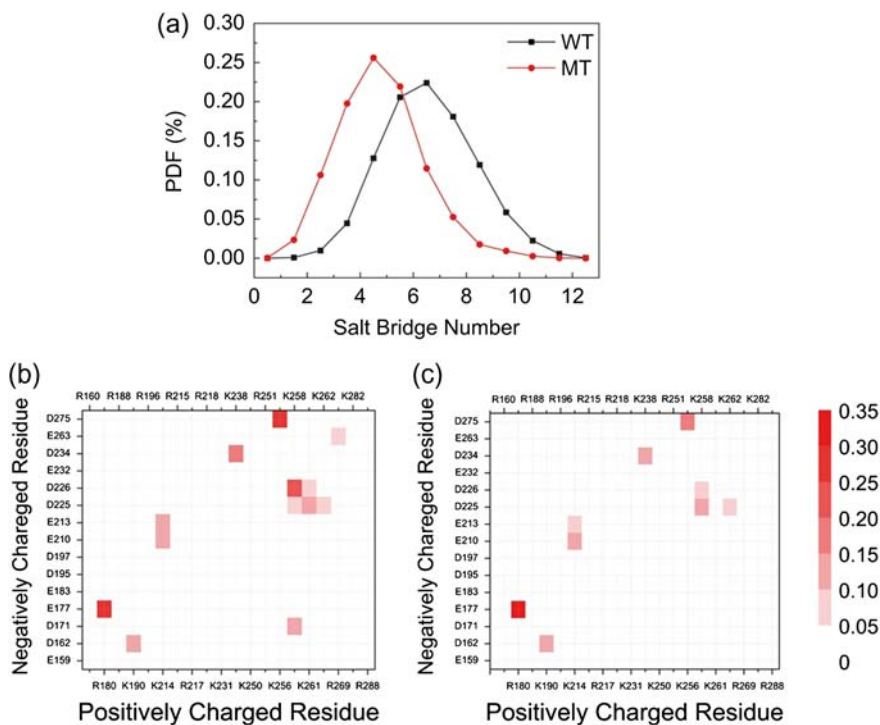 (a)
0.30
0.25
0.20
0.15
0.10
0.05
0.00
PDF (%)
WT
MT
0 2 4 6 8 10 12
Salt Bridge Number
(b)
R160 R188 R196 R215 R218 K238 R251 K258 K262 K282
D275
E263
D234
E232
D226
D225
E213
E210
D197
D195
E183
E177
D171
D162
E159
Negatively Chareged Residue
R180 K190 K214 R217 K231 K250 K256 K261 R269 R288
Positively Charged Residue
(c)
R160 R188 R196 R215 R218 K238 R251 K258 K262 K282
D275
E263
D234
E232
D226
D225
E213
E210
D197
D195
E183
E177
D171
D162
E159
Negatively Charged Residue
R180 K190 K214 R217 K231 K250 K256 K261 R269 R288
Positively Charged Residue
0.35
0.30
0.25
0.20
0.15
0.10
0.05
0